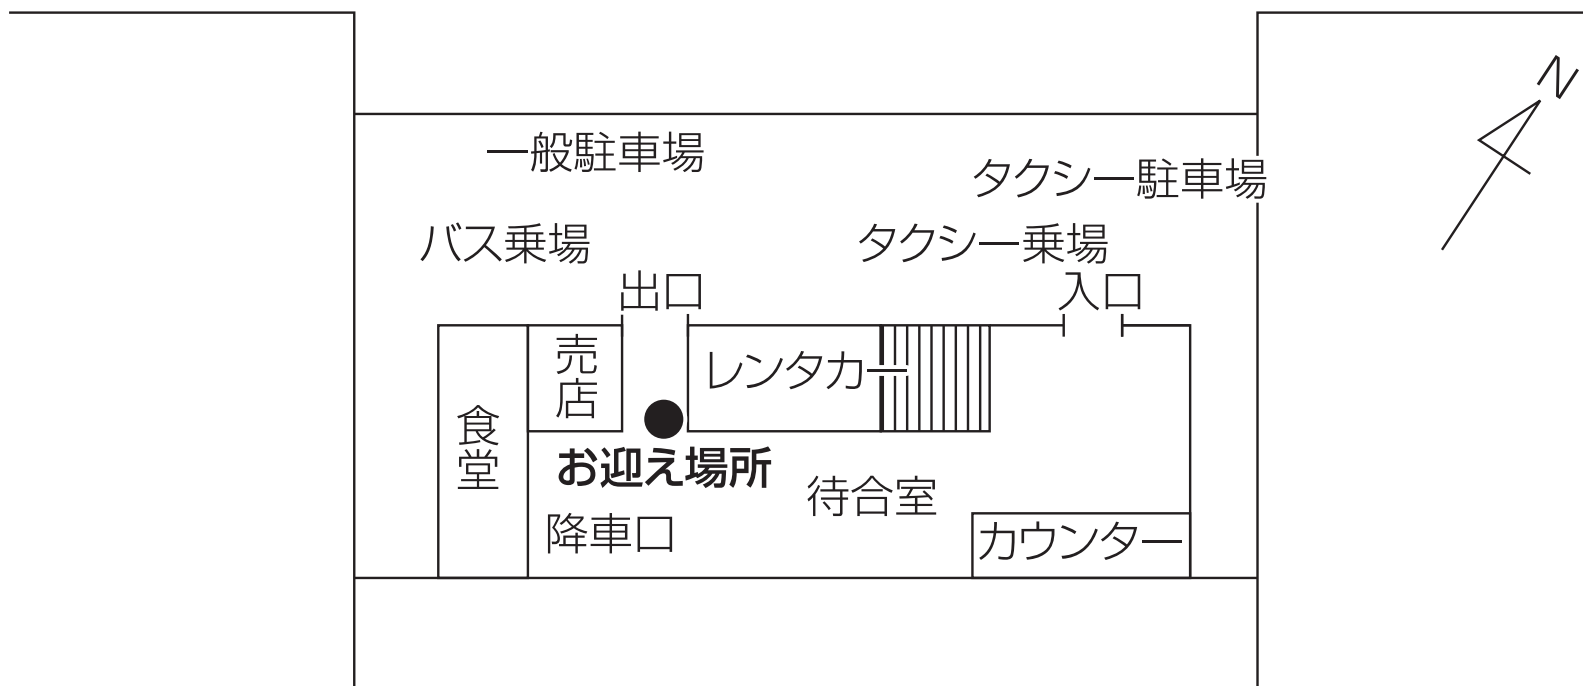 N
一般駐車場
タクシー駐車場
バス乗場
タクシー乗場
出口
入口
売店
レンタカー
食堂
お迎え場所
待合室
降車口
カウンター